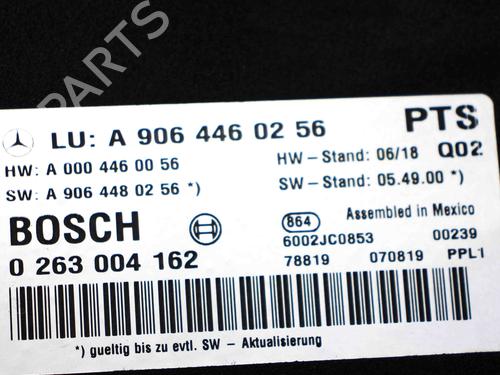 PARTS
LU: A 906 446 02 56 PTS
HW: A 000 446 00 56 HW – Stand: 06/18 Q02
SW: A 906 448 02 56 *) SW – Stand: 05.49.00 *)
BOSCH 864 Assembled in Mexico
6002JC0853 00239
0 263 004 162 78819 070819 PPL1
*) gueltig bis zu evtl. SW – Aktualisierung